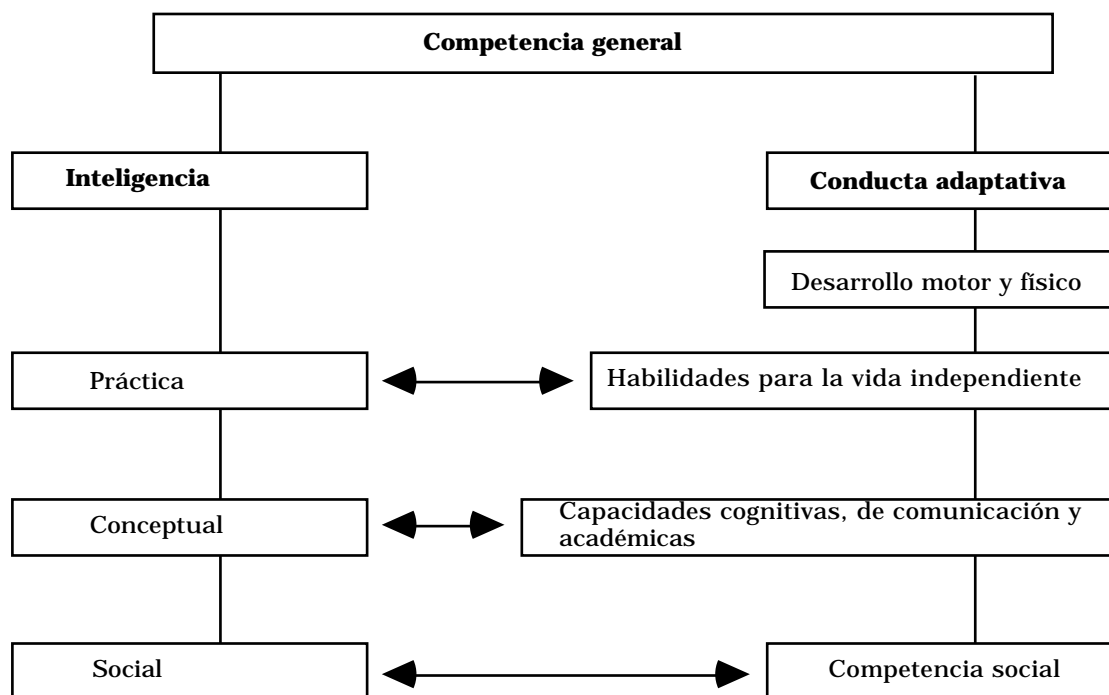 Competencia general
Inteligencia
Conducta adaptativa
Desarrollo motor y físico
Práctica
Habilidades para la vida independiente
Conceptual
Capacidades cognitivas, de comunicación y
académicas
Social
Competencia social